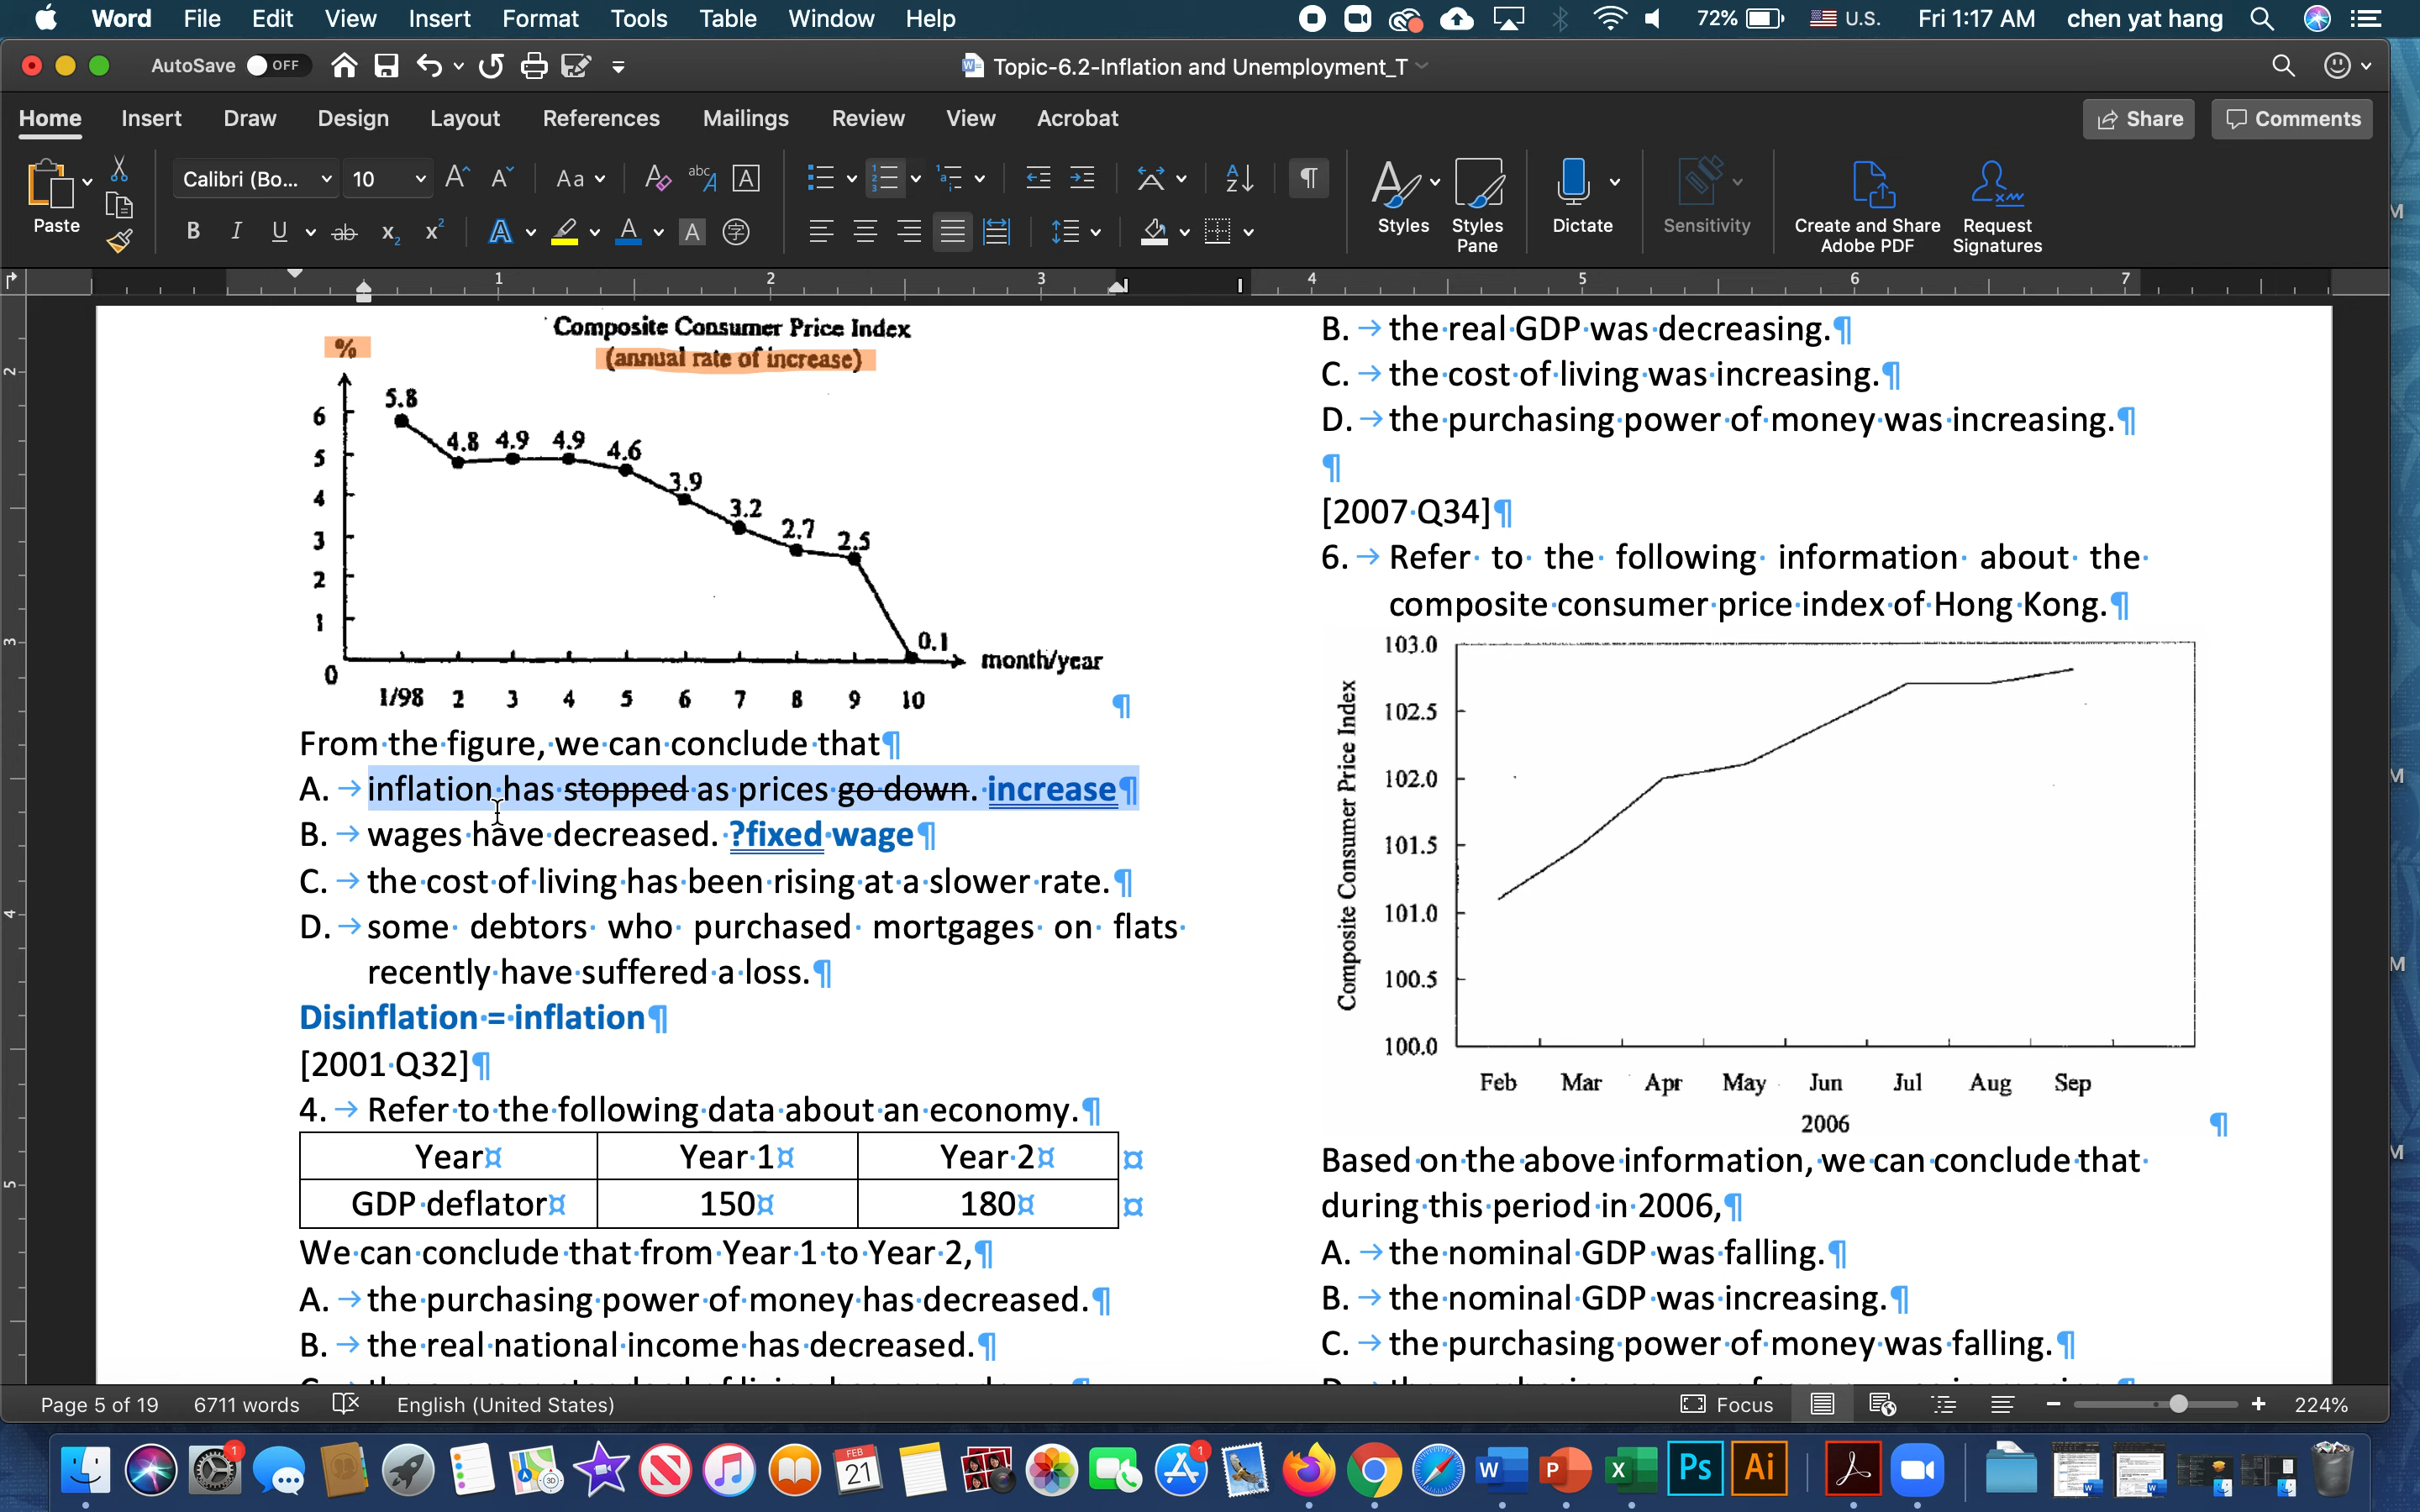 Word File Edit View Insert Format Tools Table Window Help 72% U.S. Fri 1:17 AM chen yat hang
AutoSave OFF Topic-6.2-Inflation and Unemployment_T
Home Insert Draw Design Layout References Mailings Review View Acrobat Share Comments
Paste Calibri (Bo... 10 Aa Styles Styles Pane Dictate Sensitivity Create and Share Adobe PDF Request Signatures
1 2 3 4 5 6 7
Composite Consumer Price Index
(annual rate of increase)
%
5.8
4.8 4.9 4.9 4.6
3.9
3.2
2.7 2.5
0.1
6
5
4
3
2
1
0
month/year
1/98 2 3 4 5 6 7 8 9 10
From the figure, we can conclude that
A. inflation has stopped as prices go down. increase
B. wages have decreased. ?fixed wage
C. the cost of living has been rising at a slower rate.
D. some debtors who purchased mortgages on flats
recently have suffered a loss.
Disinflation = inflation
[2001 Q32]
4. Refer to the following data about an economy.
Year Year 1 Year 2
GDP deflator 150 180
We can conclude that from Year 1 to Year 2,
A. the purchasing power of money has decreased.
B. the real national income has decreased.
B. the real GDP was decreasing.
C. the cost of living was increasing.
D. the purchasing power of money was increasing.
[2007 Q34]
6. Refer to the following information about the
composite consumer price index of Hong Kong.
Composite Consumer Price Index
103.0
102.5
102.0
101.5
101.0
100.5
100.0
Feb Mar Apr May Jun Jul Aug Sep
2006
Based on the above information, we can conclude that
during this period in 2006,
A. the nominal GDP was falling.
B. the nominal GDP was increasing.
C. the purchasing power of money was falling.
Page 5 of 19 6711 words English (United States) Focus 224%
FEB 21 W P X Ps Ai